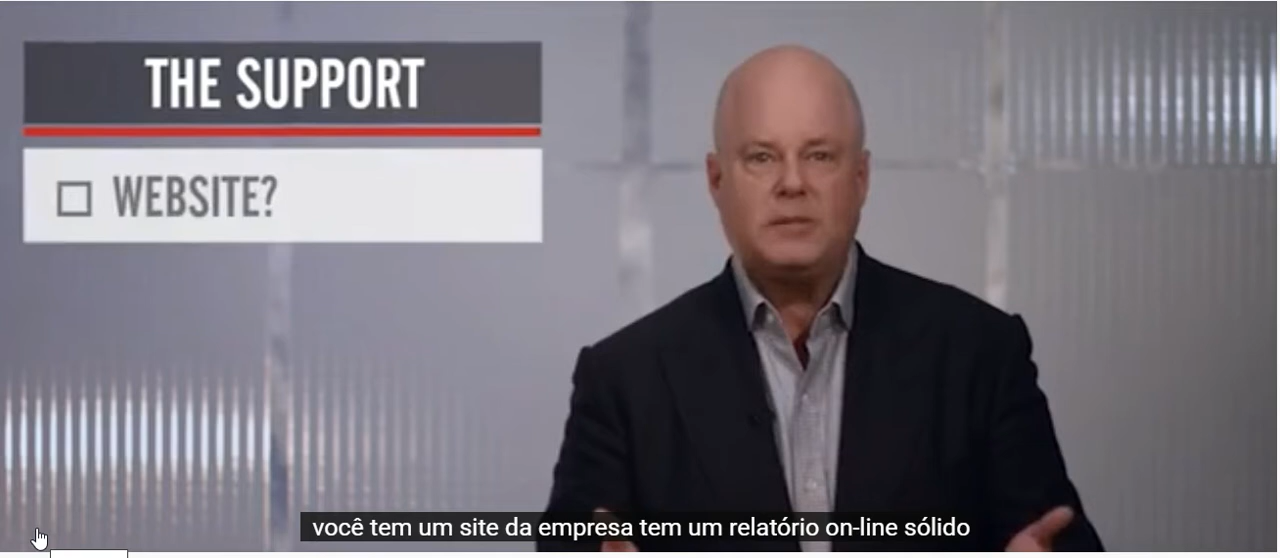 THE SUPPORT
WEBSITE?
você tem um site da empresa tem um relatório on-line sólido